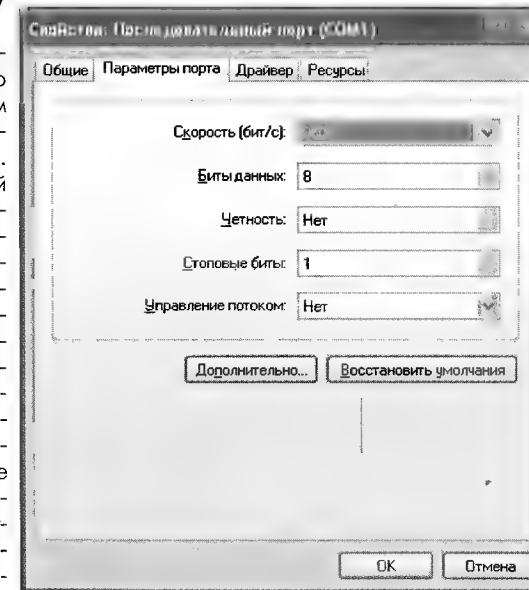 Свойства: Последовательный порт (COM1)
Общие Параметры порта Драйвер Ресурсы
Скорость (бит/с):
Биты данных: 8
Четность: Нет
Стоповые биты: 1
Управление потоком: Нет
Дополнительно... Восстановить умолчания
OK Отмена